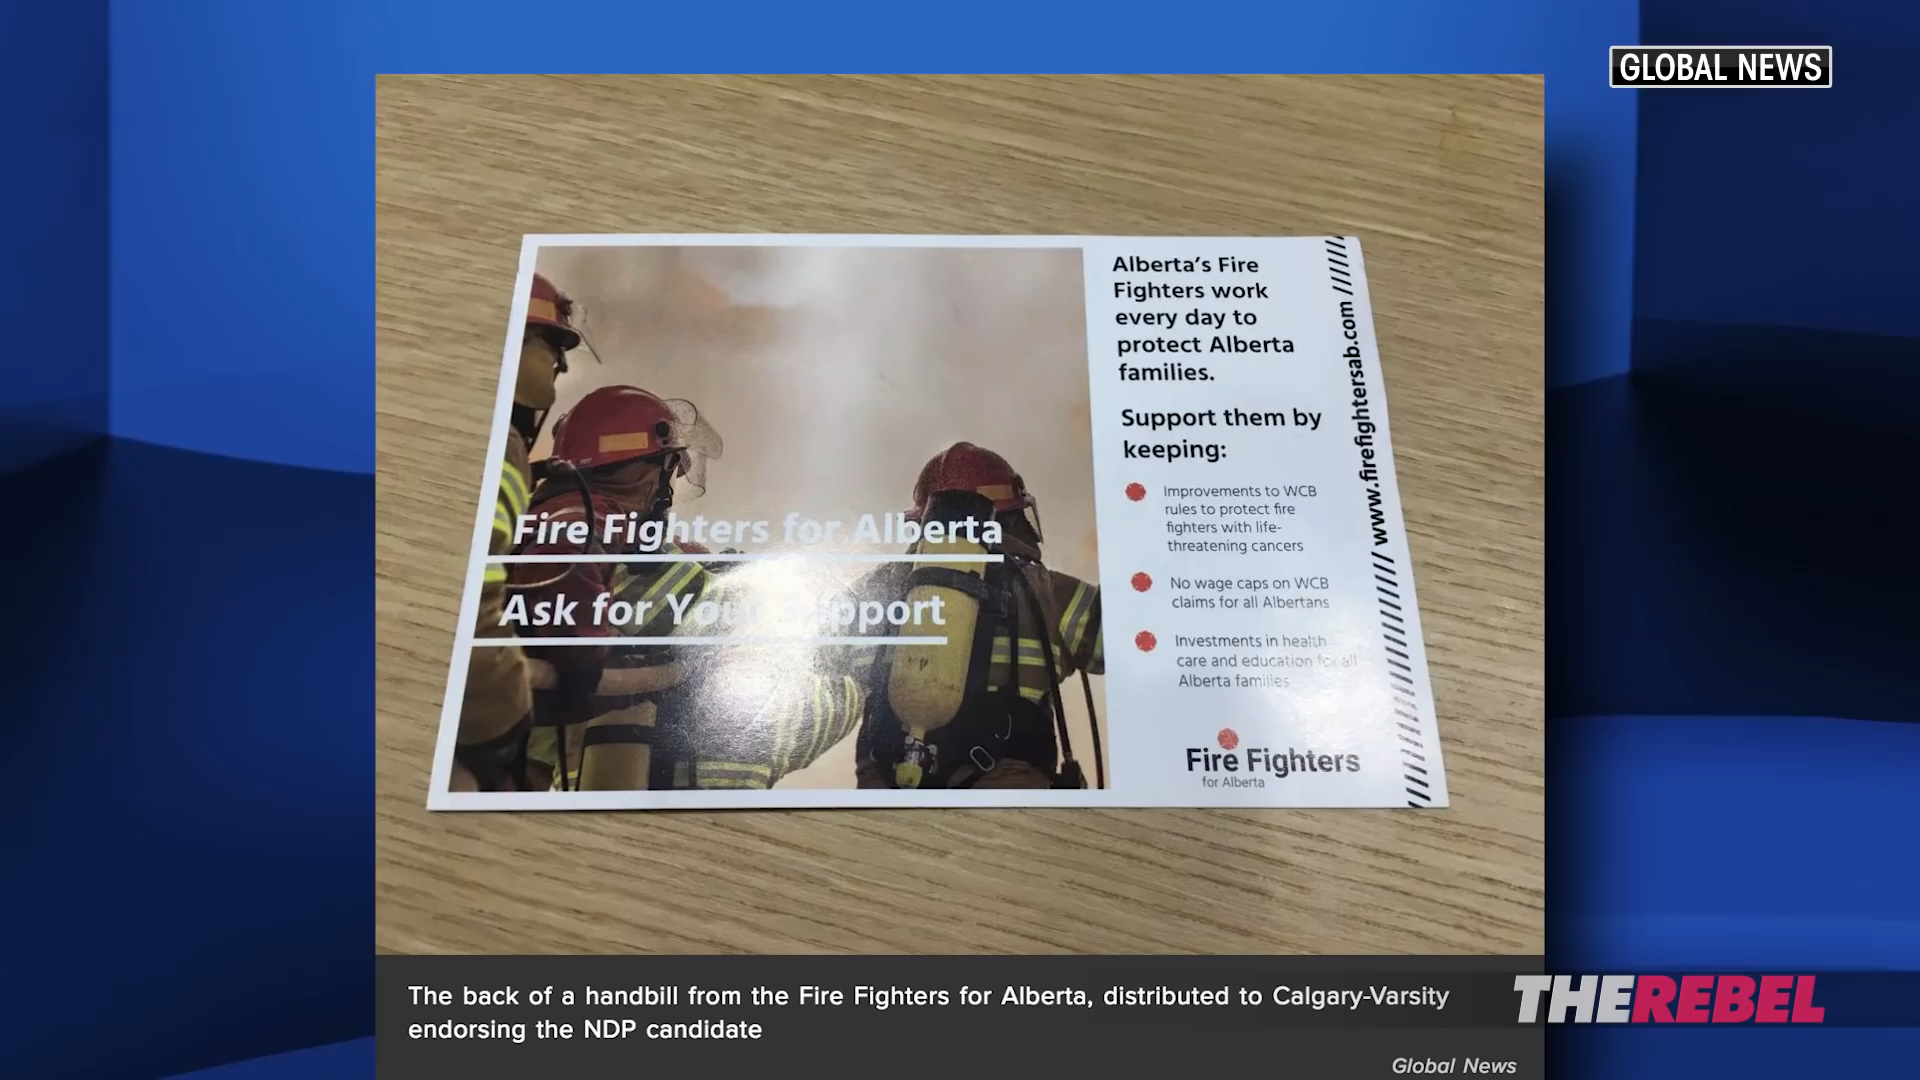 GLOBAL NEWS
Fire Fighters for Alberta
Ask for Your Support
Alberta's Fire
Fighters work
every day to
protect Alberta
families.
Support them by
keeping:
Improvements to WCB
rules to protect fire
fighters with life-
threatening cancers
No wage caps on WCB
claims for all Albertans
Investments in health
care and education for all
Alberta families
Fire Fighters
for Alberta
////// www.firefightersab.com //////
The back of a handbill from the Fire Fighters for Alberta, distributed to Calgary-Varsity
endorsing the NDP candidate
Global News
THEREBEL